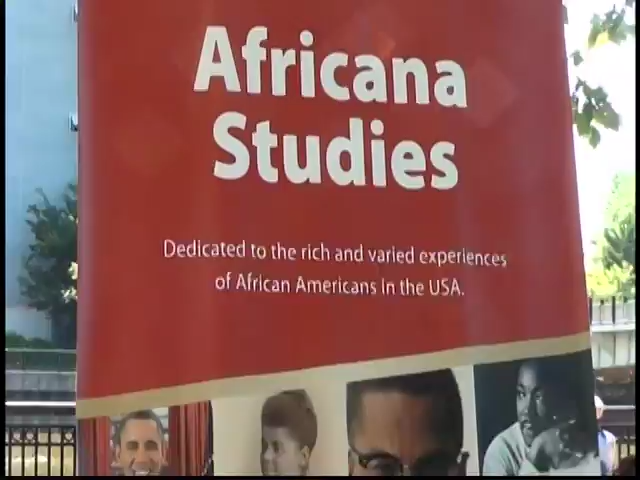 Africana
Studies
Dedicated to the rich and varied experiences
of African Americans in the USA.